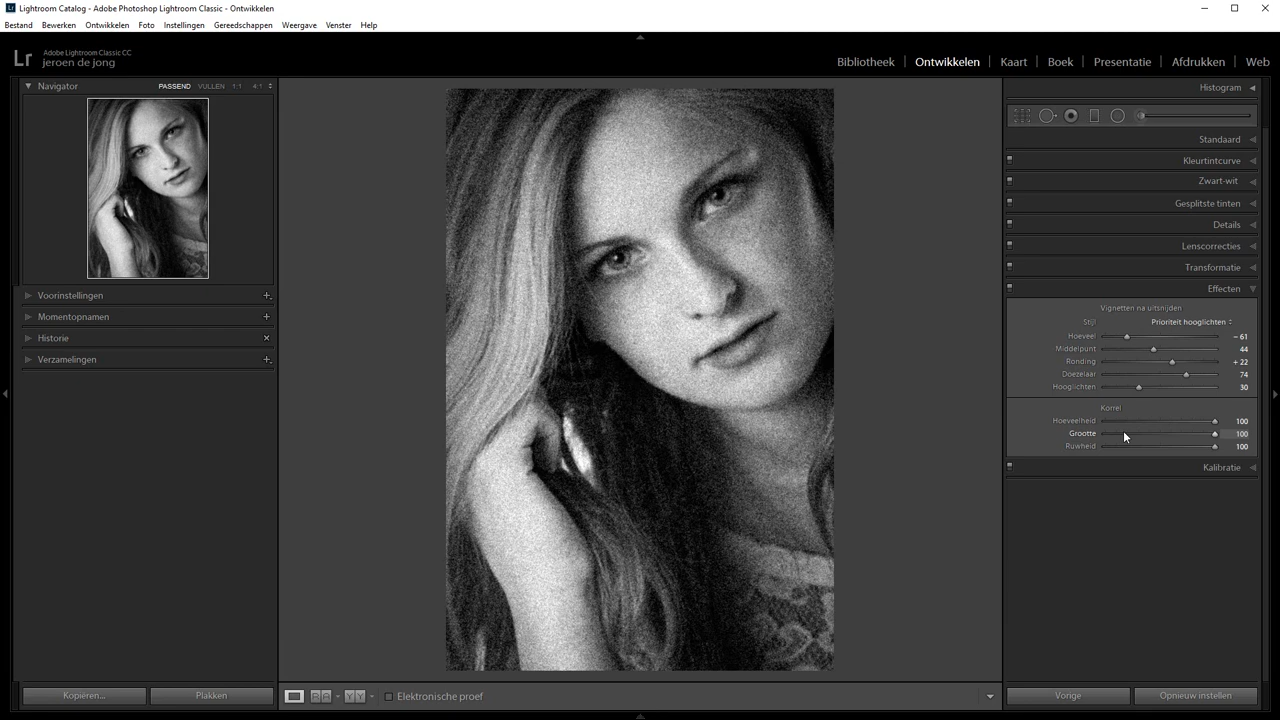 Lightroom Catalog - Adobe Photoshop Lightroom Classic - Ontwikkelen
Bestand Bewerken Ontwikkelen Foto Instellingen Gereedschappen Weergave Venster Help
Lr
Adobe Lightroom Classic CC
jeroen de jong
Bibliotheek | Ontwikkelen | Kaart | Boek | Presentatie | Afdrukken | Web
Navigator PASSEND VULLEN 1:1 4:1
Voorinstellingen
Momentopnamen
Historie
Verzamelingen
Kopiëren... Plakken
Elektronische proef
Histogram
Standaard
Kleurtintcurve
Zwart-wit
Gesplitste tinten
Details
Lenscorrecties
Transformatie
Effecten
Vignetten na uitsnijden
Stijl Prioriteit hooglichten
Hoeveel – 61
Middelpunt 44
Ronding + 22
Doezelaar 74
Hooglichten 30
Korrel
Hoeveelheid 100
Grootte 100
Ruwheid 100
Kalibratie
Vorige Opnieuw instellen